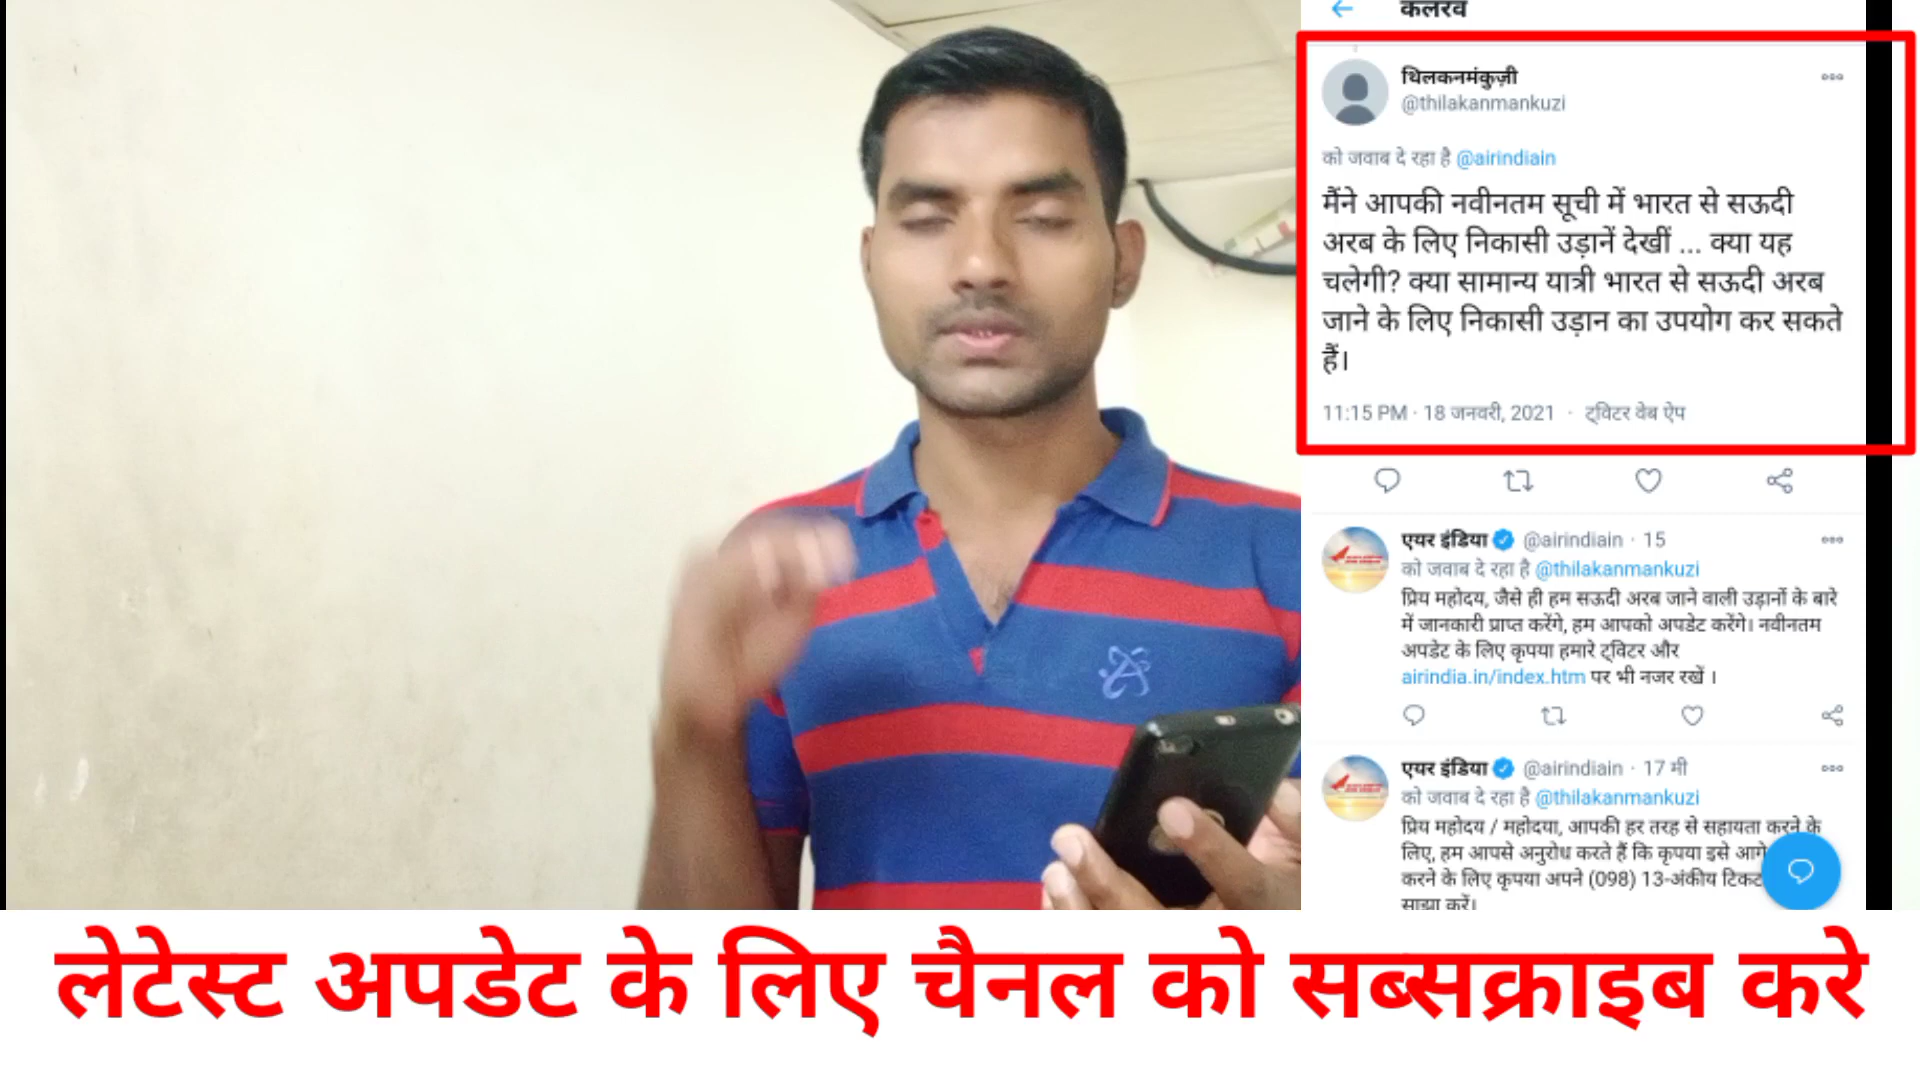 कलरव
थिलकनमंकुज़ी
@thilakanmankuzi
को जवाब दे रहा है @airindiain
मैंने आपकी नवीनतम सूची में भारत से सऊदी
अरब के लिए निकासी उड़ानें देखीं ... क्या यह
चलेगी? क्या सामान्य यात्री भारत से सऊदी अरब
जाने के लिए निकासी उड़ान का उपयोग कर सकते
हैं।
11:15 PM · 18 जनवरी, 2021 · ट्विटर वेब ऐप
एयर इंडिया @airindiain · 15
को जवाब दे रहा है @thilakanmankuzi
प्रिय महोदय, जैसे ही हम सऊदी अरब जाने वाली उड़ानों के बारे
में जानकारी प्राप्त करेंगे, हम आपको अपडेट करेंगे। नवीनतम
अपडेट के लिए कृपया हमारे ट्विटर और
airindia.in/index.htm पर भी नजर रखें ।
एयर इंडिया @airindiain · 17 मी
को जवाब दे रहा है @thilakanmankuzi
प्रिय महोदय / महोदया, आपकी हर तरह से सहायता करने के
लिए, हम आपसे अनुरोध करते हैं कि कृपया इसे आगे
करने के लिए कृपया अपने (098) 13-अंकीय टिकट
साझा करें।
लेटेस्ट अपडेट के लिए चैनल को सब्सक्राइब करे